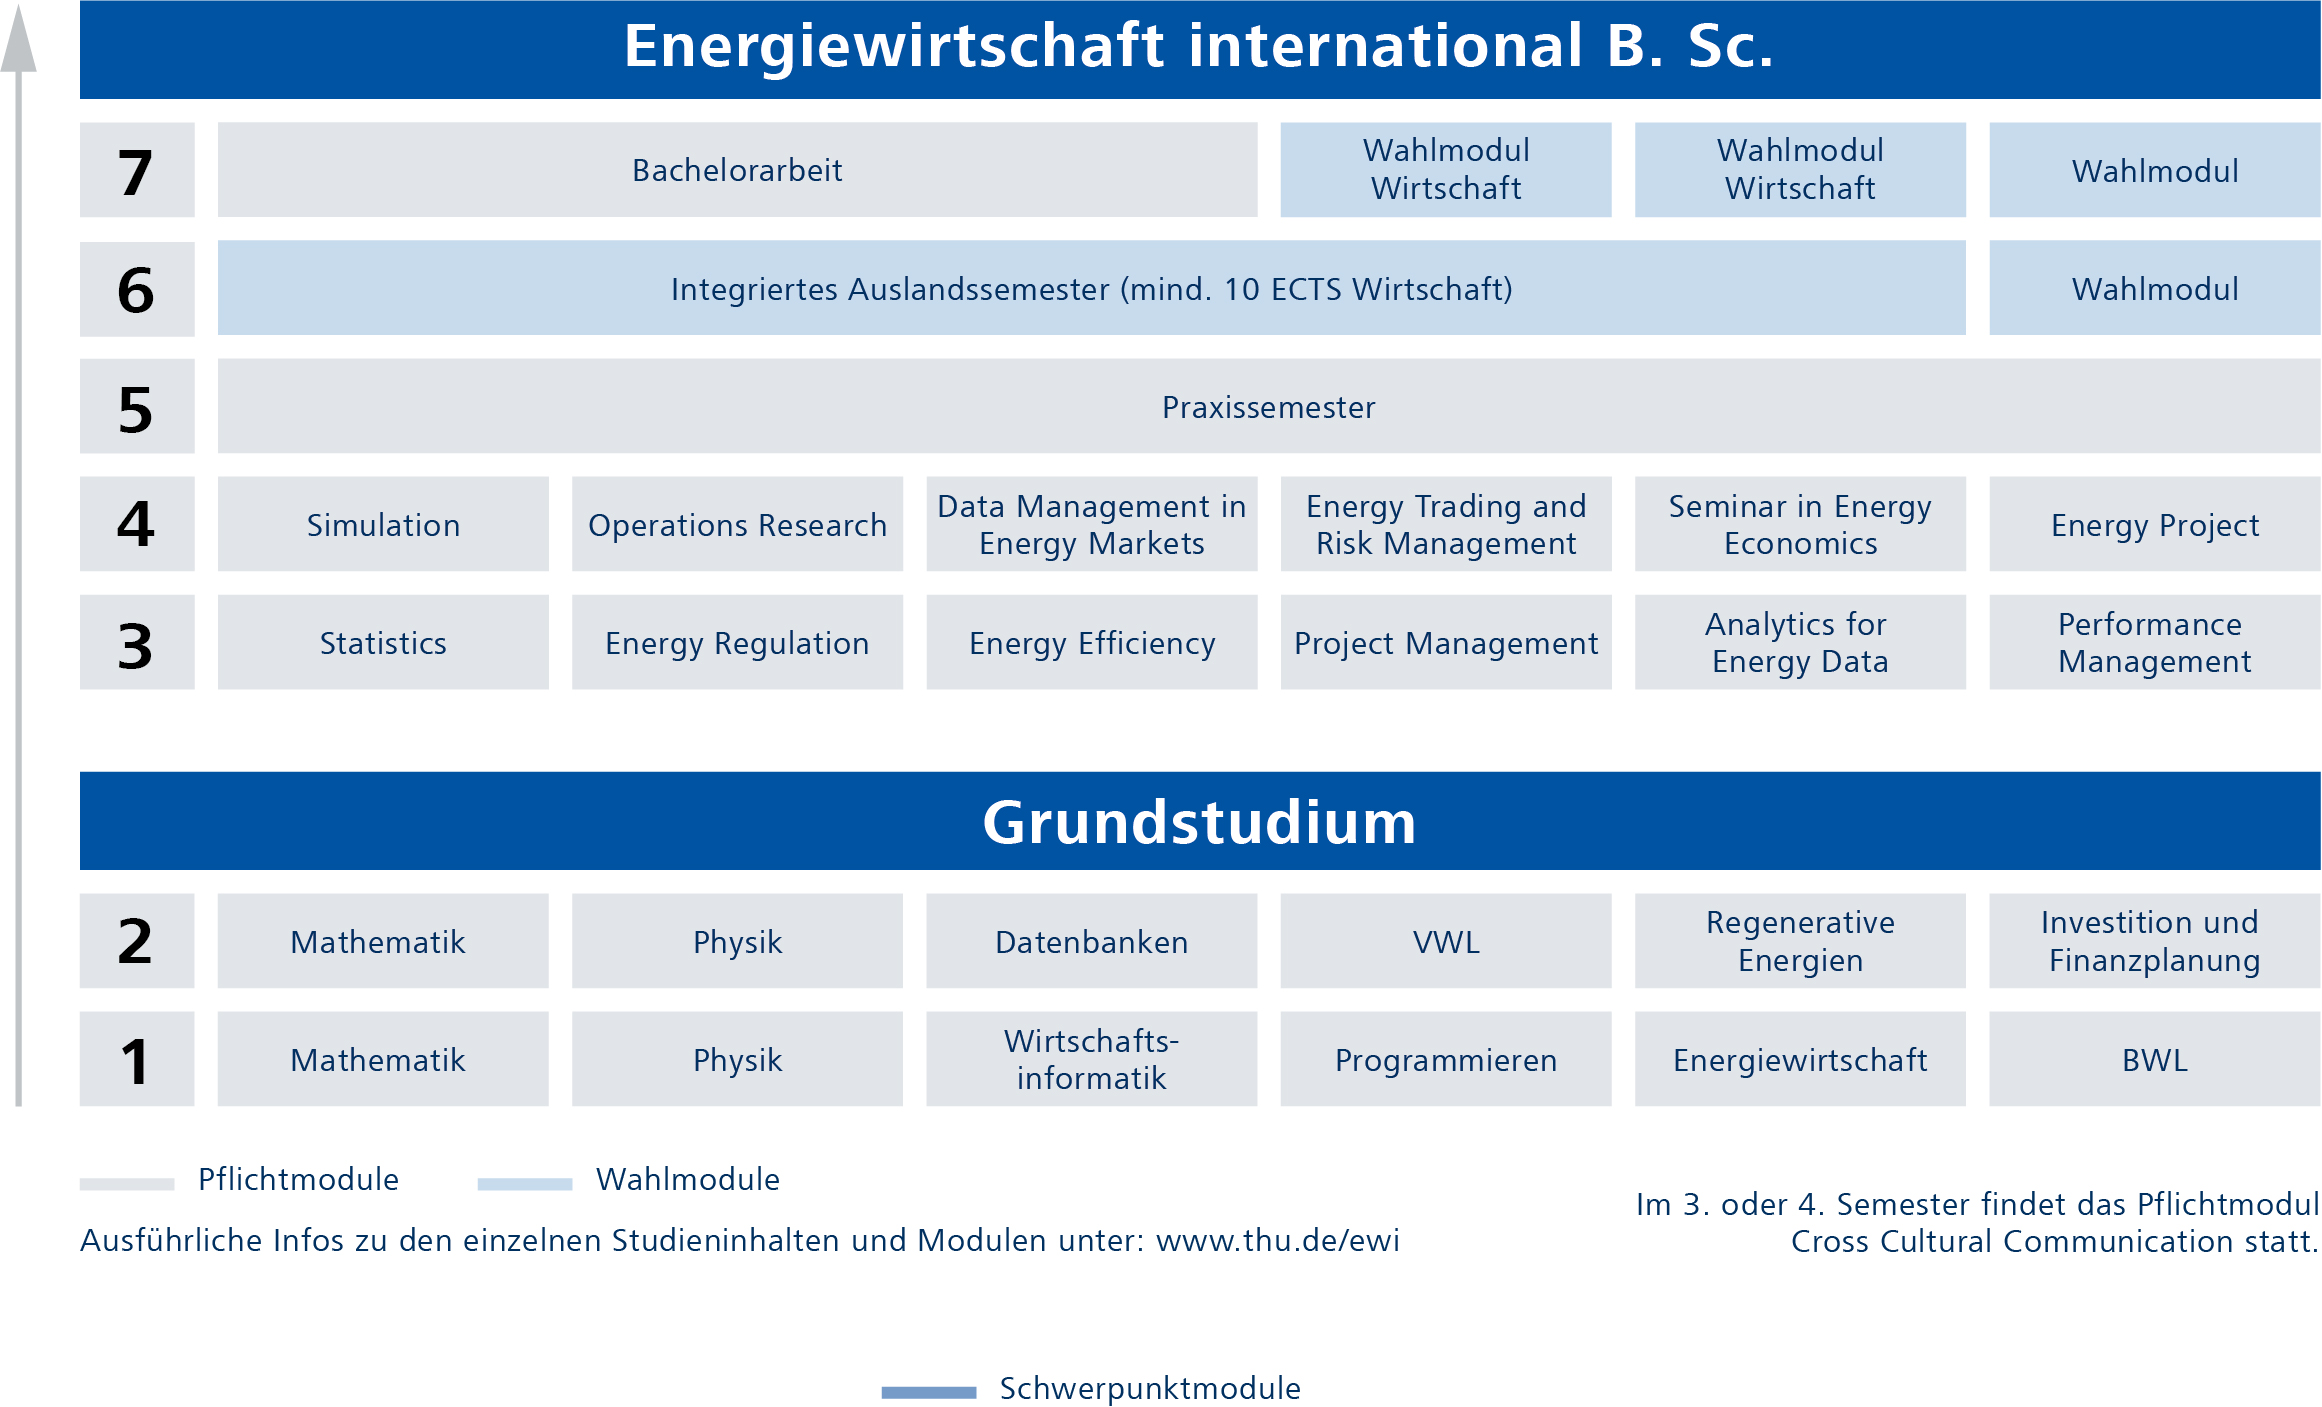 Energiewirtschaft international B. Sc.
7
Bachelorarbeit
Wahlmodul
Wirtschaft
Wahlmodul
Wirtschaft
Wahlmodul
6
Integriertes Auslandssemester (mind. 10 ECTS Wirtschaft)
Wahlmodul
5
Praxissemester
4
Simulation
Operations Research
Data Management in
Energy Markets
Energy Trading and
Risk Management
Seminar in Energy
Economics
Energy Project
3
Statistics
Energy Regulation
Energy Efficiency
Project Management
Analytics for
Energy Data
Performance
Management
Grundstudium
2
Mathematik
Physik
Datenbanken
VWL
Regenerative
Energien
Investition und
Finanzplanung
1
Mathematik
Physik
Wirtschafts-
informatik
Programmieren
Energiewirtschaft
BWL
Pflichtmodule
Wahlmodule
Ausführliche Infos zu den einzelnen Studieninhalten und Modulen unter: www.thu.de/ewi
Im 3. oder 4. Semester findet das Pflichtmodul
Cross Cultural Communication statt.
Schwerpunktmodule